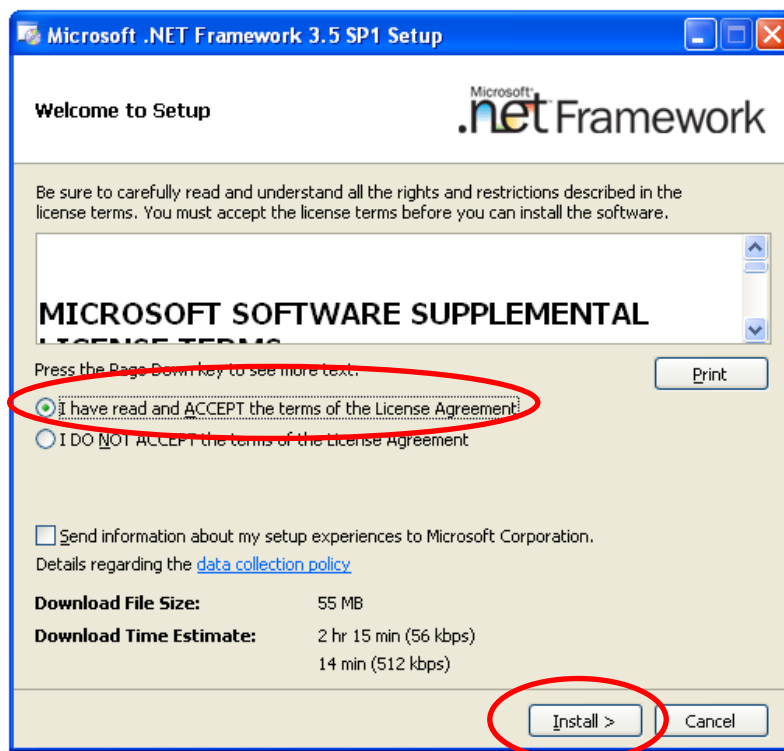 Microsoft .NET Framework 3.5 SP1 Setup
Welcome to Setup
Microsoft
.net Framework
Be sure to carefully read and understand all the rights and restrictions described in the
license terms. You must accept the license terms before you can install the software.
MICROSOFT SOFTWARE SUPPLEMENTAL
LICENSE TERMS
Press the Page Down key to see more text.
Print
I have read and ACCEPT the terms of the License Agreement
I DO NOT ACCEPT the terms of the License Agreement
Send information about my setup experiences to Microsoft Corporation.
Details regarding the data collection policy
Download File Size: 55 MB
Download Time Estimate: 2 hr 15 min (56 kbps)
14 min (512 kbps)
Install > Cancel